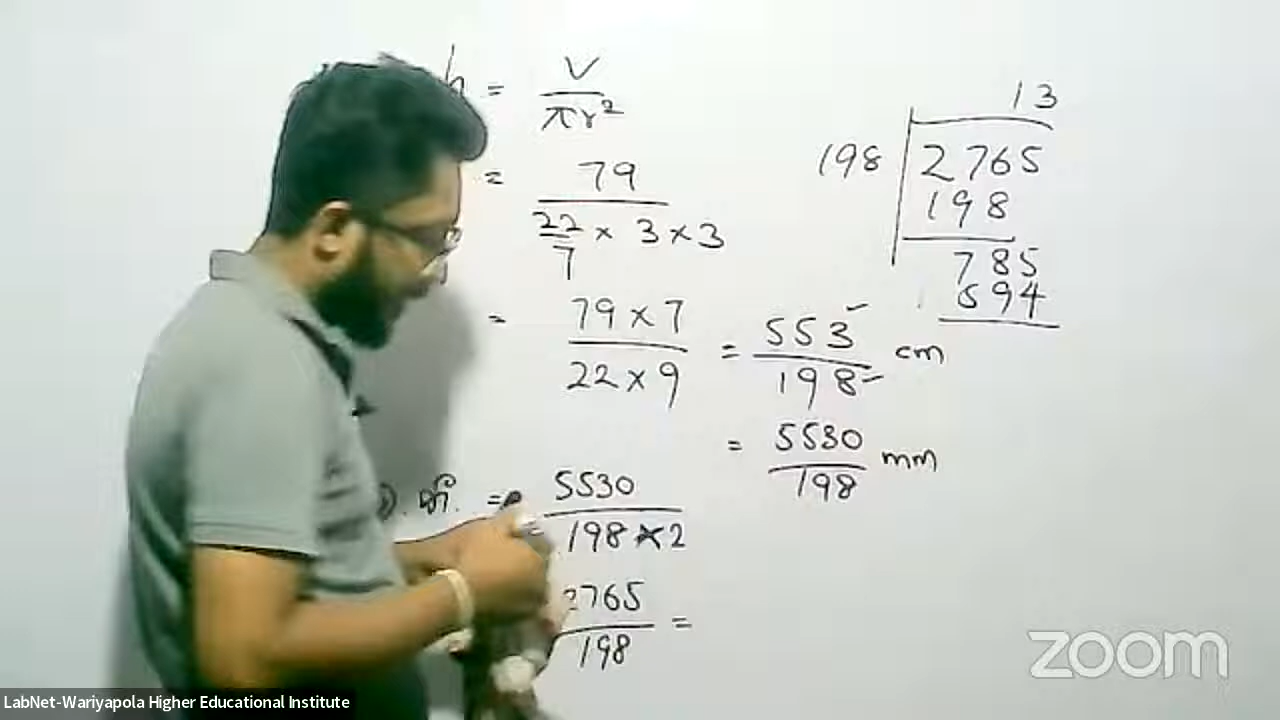 h = V / πr²
= 79 / 22/7 × 3 × 3
= 79 × 7 / 22 × 9 = 553 / 198 cm
= 5530 / 198 mm
= 5530 / 198 × 2
2765 / 198 =
13
198 2765
198
785
594
zoom
LabNet-Wariyapola Higher Educational Institute